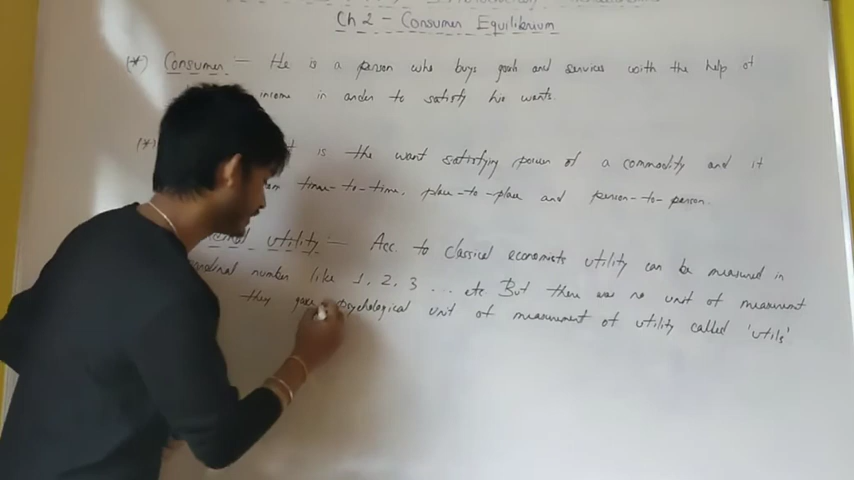 Ch 2 - Consumer Equilibrium
(*) Consumer - He is a person who buys goods and services with the help of
income in order to satisfy his wants.
(*) is the want satisfying power of a commodity and it
time-to-time, place-to-place and person-to-person.
utility :- Acc. to Classical economists utility can be measured in
cardinal number like 1, 2, 3 ... etc. But there was no unit of measurment
they gave psychological unit of measurement of utility called 'utils'